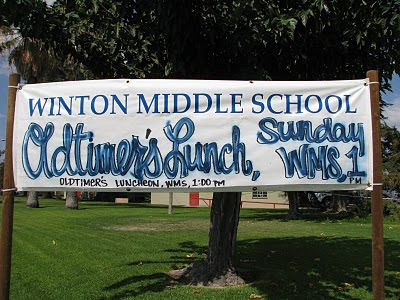 WINTON MIDDLE SCHOOL
Oldtimer's Lunch, Sunday
WMS, 1 PM
OLDTIMER'S LUNCHEON, WMS, 1:00 PM